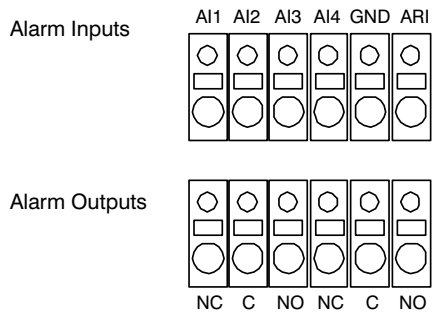 Alarm Inputs
AI1 AI2 AI3 AI4 GND ARI
Alarm Outputs
NC C NO NC C NO